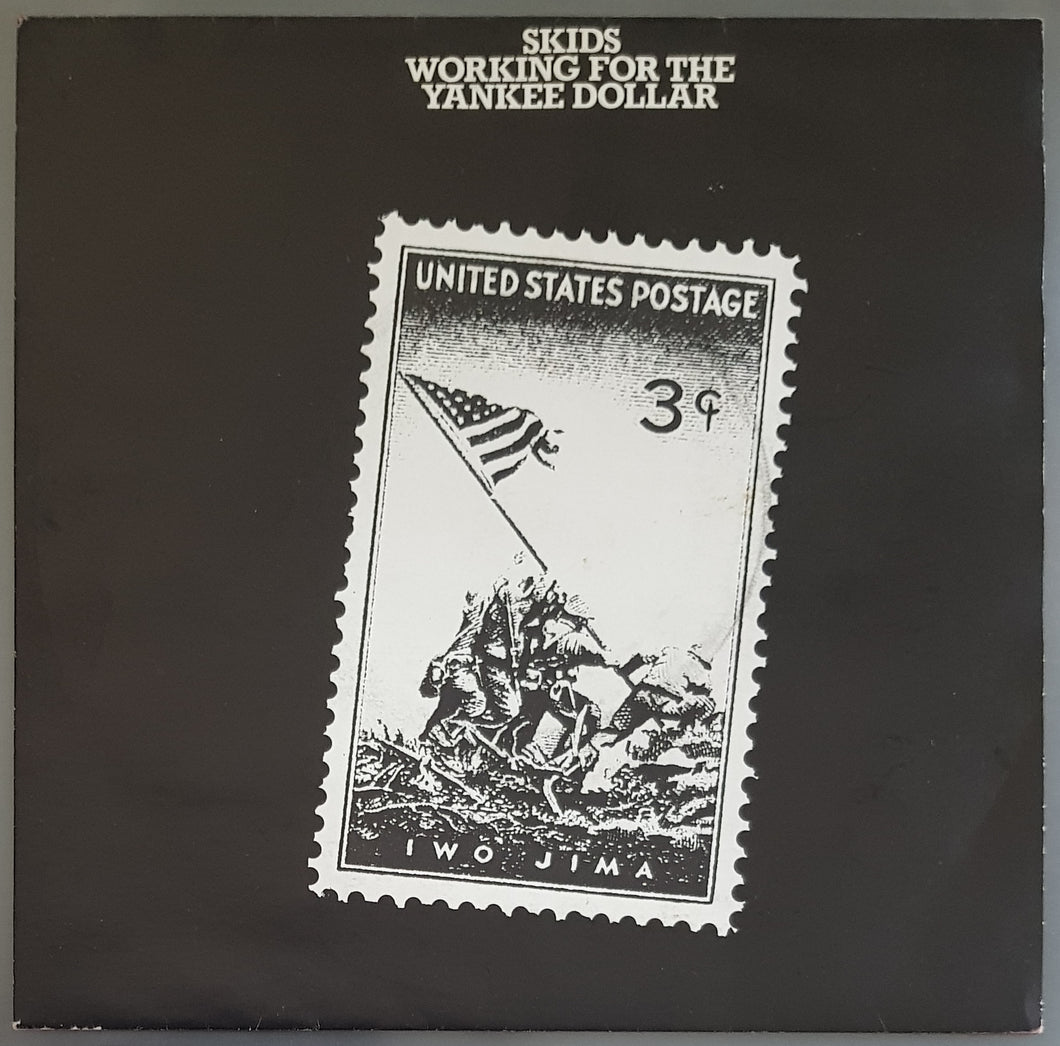 SKIDS
WORKING FOR THE
YANKEE DOLLAR
UNITED STATES POSTAGE
3¢
IWO JIMA